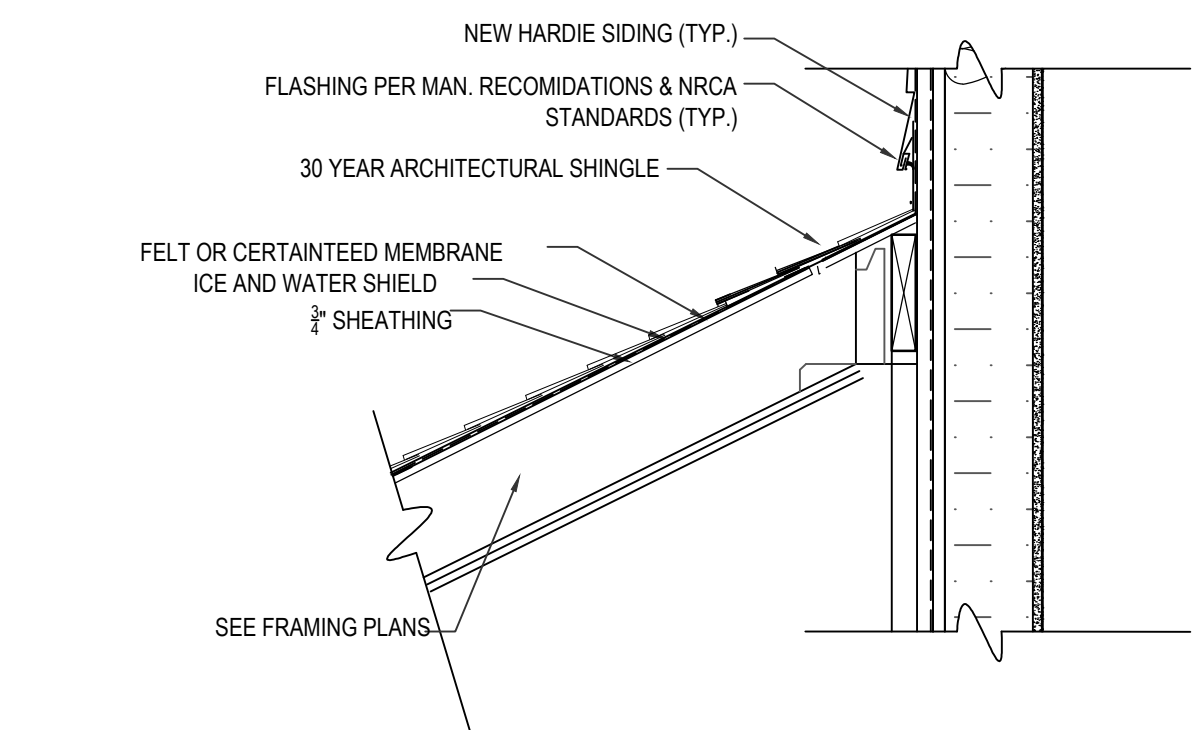 NEW HARDIE SIDING (TYP.)
FLASHING PER MAN. RECOMIDATIONS & NRCA
STANDARDS (TYP.)
30 YEAR ARCHITECTURAL SHINGLE
FELT OR CERTAINTEED MEMBRANE
ICE AND WATER SHIELD
3/4" SHEATHING
SEE FRAMING PLANS